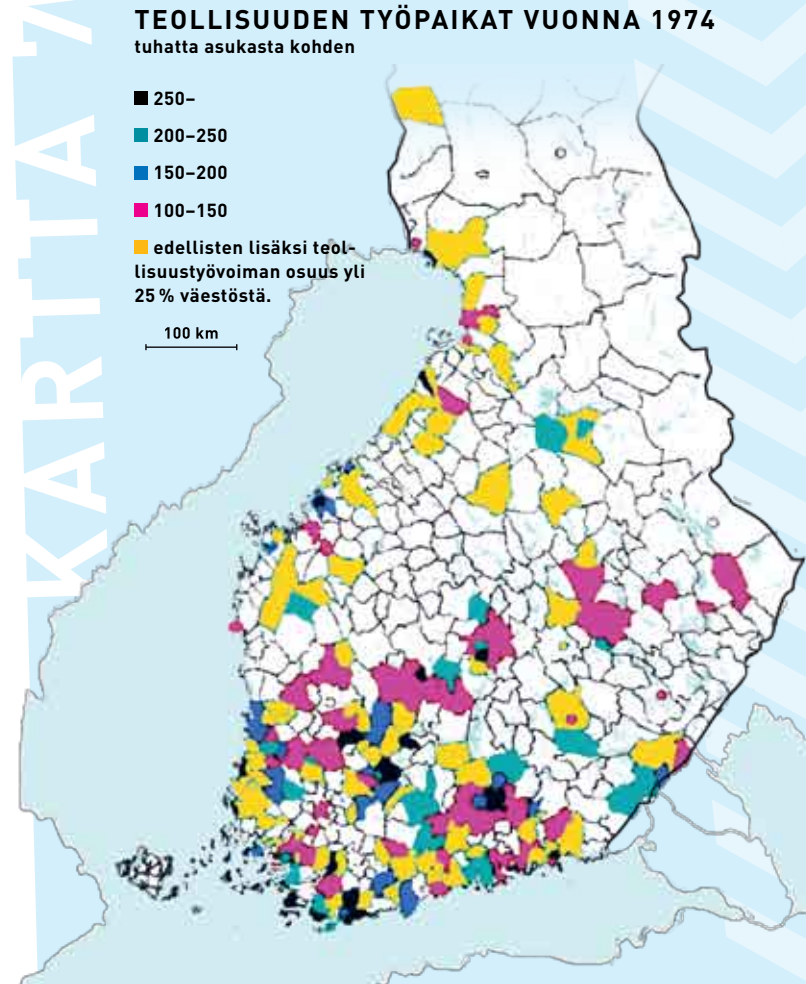 TEOLLISUUDEN TYÖPAIKAT VUONNA 1974
tuhatta asukasta kohden
250–
200–250
150–200
100–150
edellisten lisäksi teol-
lisuustyövoiman osuus yli
25 % väestöstä.
100 km
KARTTA